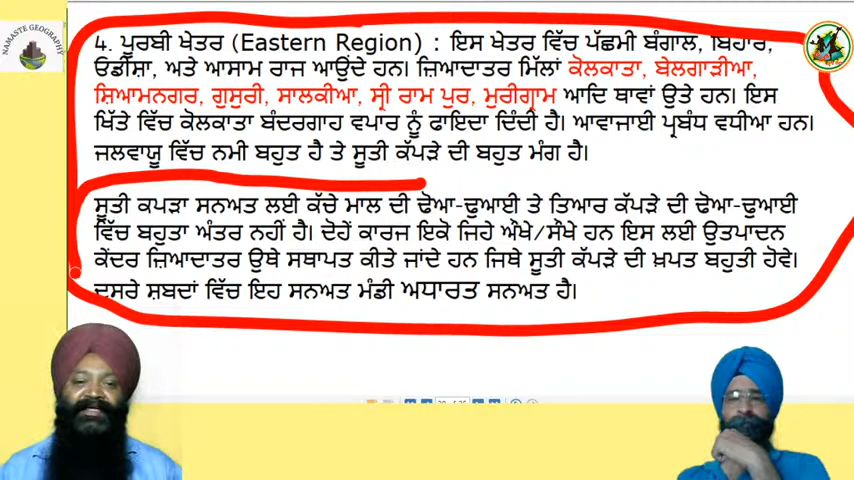 NAMASTE GEOGRAPHY
4. ਪੂਰਬੀ ਖੇਤਰ (Eastern Region) : ਇਸ ਖੇਤਰ ਵਿੱਚ ਪੱਛਮੀ ਬੰਗਾਲ, ਬਿਹਾਰ,
ਓਡੀਸ਼ਾ, ਅਤੇ ਆਸਾਮ ਰਾਜ ਆਉਂਦੇ ਹਨ। ਜ਼ਿਆਦਾਤਰ ਮਿੱਲਾਂ ਕੋਲਕਾਤਾ, ਬੇਲਗਾੜੀਆ,
ਸ਼ਿਆਮਨਗਰ, ਗੁਸੁਰੀ, ਸਾਲਕੀਆ, ਸ੍ਰੀ ਰਾਮ ਪੁਰ, ਮੁਰੀਗ੍ਰਾਮ ਆਦਿ ਥਾਵਾਂ ਉਤੇ ਹਨ। ਇਸ
ਖਿੱਤੇ ਵਿੱਚ ਕੋਲਕਾਤਾ ਬੰਦਰਗਾਹ ਵਪਾਰ ਨੂੰ ਫਾਇਦਾ ਦਿੰਦੀ ਹੈ। ਆਵਾਜਾਈ ਪ੍ਰਬੰਧ ਵਧੀਆ ਹਨ।
ਜਲਵਾਯੂ ਵਿੱਚ ਨਮੀ ਬਹੁਤ ਹੈ ਤੇ ਸੂਤੀ ਕੱਪੜੇ ਦੀ ਬਹੁਤ ਮੰਗ ਹੈ।
ਸੂਤੀ ਕਪੜਾ ਸਨਅਤ ਲਈ ਕੱਚੇ ਮਾਲ ਦੀ ਢੋਆ-ਢੁਆਈ ਤੇ ਤਿਆਰ ਕੱਪੜੇ ਦੀ ਢੋਆ-ਢੁਆਈ
ਵਿੱਚ ਬਹੁਤਾ ਅੰਤਰ ਨਹੀਂ ਹੈ। ਦੋਹੇਂ ਕਾਰਜ ਇਕੋ ਜਿਹੇ ਔਖੇ/ਸੌਖੇ ਹਨ ਇਸ ਲਈ ਉਤਪਾਦਨ
ਕੇਂਦਰ ਜ਼ਿਆਦਾਤਰ ਉਥੇ ਸਥਾਪਤ ਕੀਤੇ ਜਾਂਦੇ ਹਨ ਜਿਥੇ ਸੂਤੀ ਕੱਪੜੇ ਦੀ ਖ਼ਪਤ ਬਹੁਤੀ ਹੋਵੇ।
ਦੂਸਰੇ ਸ਼ਬਦਾਂ ਵਿੱਚ ਇਹ ਸਨਅਤ ਮੰਡੀ ਅਧਾਰਤ ਸਨਅਤ ਹੈ।